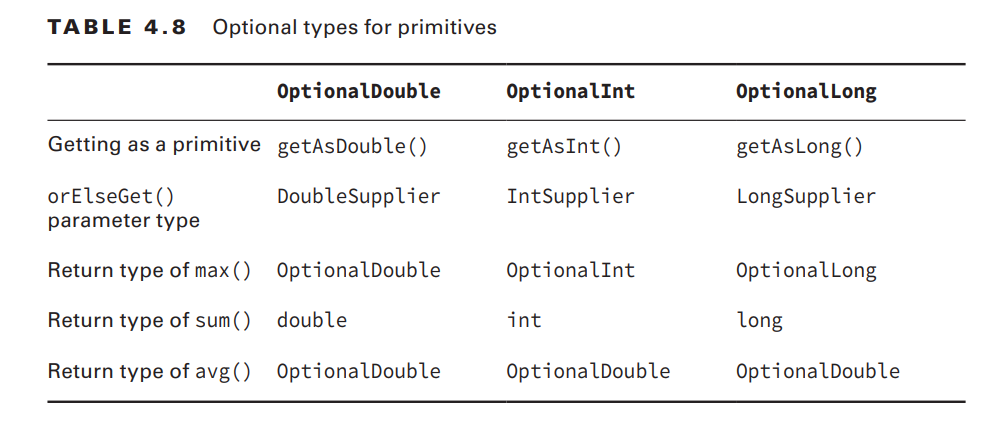 TABLE 4.8 Optional types for primitives
OptionalDouble OptionalInt OptionalLong
Getting as a primitive getAsDouble() getAsInt() getAsLong()
orElseGet() DoubleSupplier IntSupplier LongSupplier
parameter type
Return type of max() OptionalDouble OptionalInt OptionalLong
Return type of sum() double int long
Return type of avg() OptionalDouble OptionalDouble OptionalDouble